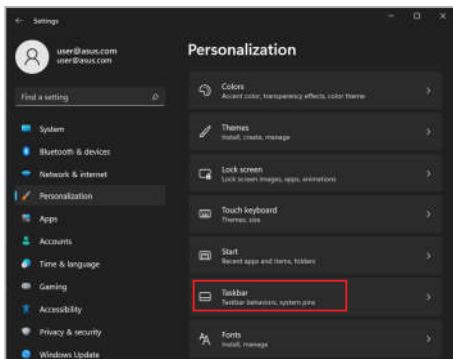 Settings
user@asus.com
user@asus.com
Find a setting
System
Bluetooth & devices
Network & internet
Personalization
Apps
Accounts
Time & language
Gaming
Accessibility
Privacy & security
Windows Update
Personalization
Colors
Accent color, transparency effects, color theme
Themes
Install, create, manage
Lock screen
Lock screen images, apps, animations
Touch keyboard
Themes, size
Start
Recent apps and items, folders
Taskbar
Taskbar behaviors, system pins
Fonts
Install, manage